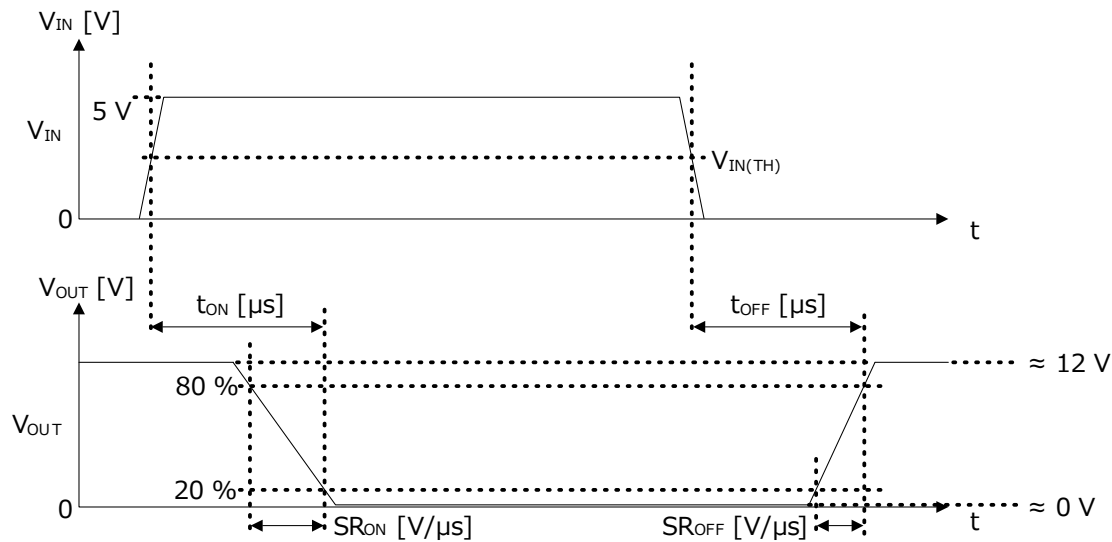 VIN [V]
5 V
VIN
VIN(TH)
0
t
VOUT [V]
tON [µs]
tOFF [µs]
≈ 12 V
80 %
VOUT
20 %
0
≈ 0 V
SRON [V/µs]
SROFF [V/µs]
t